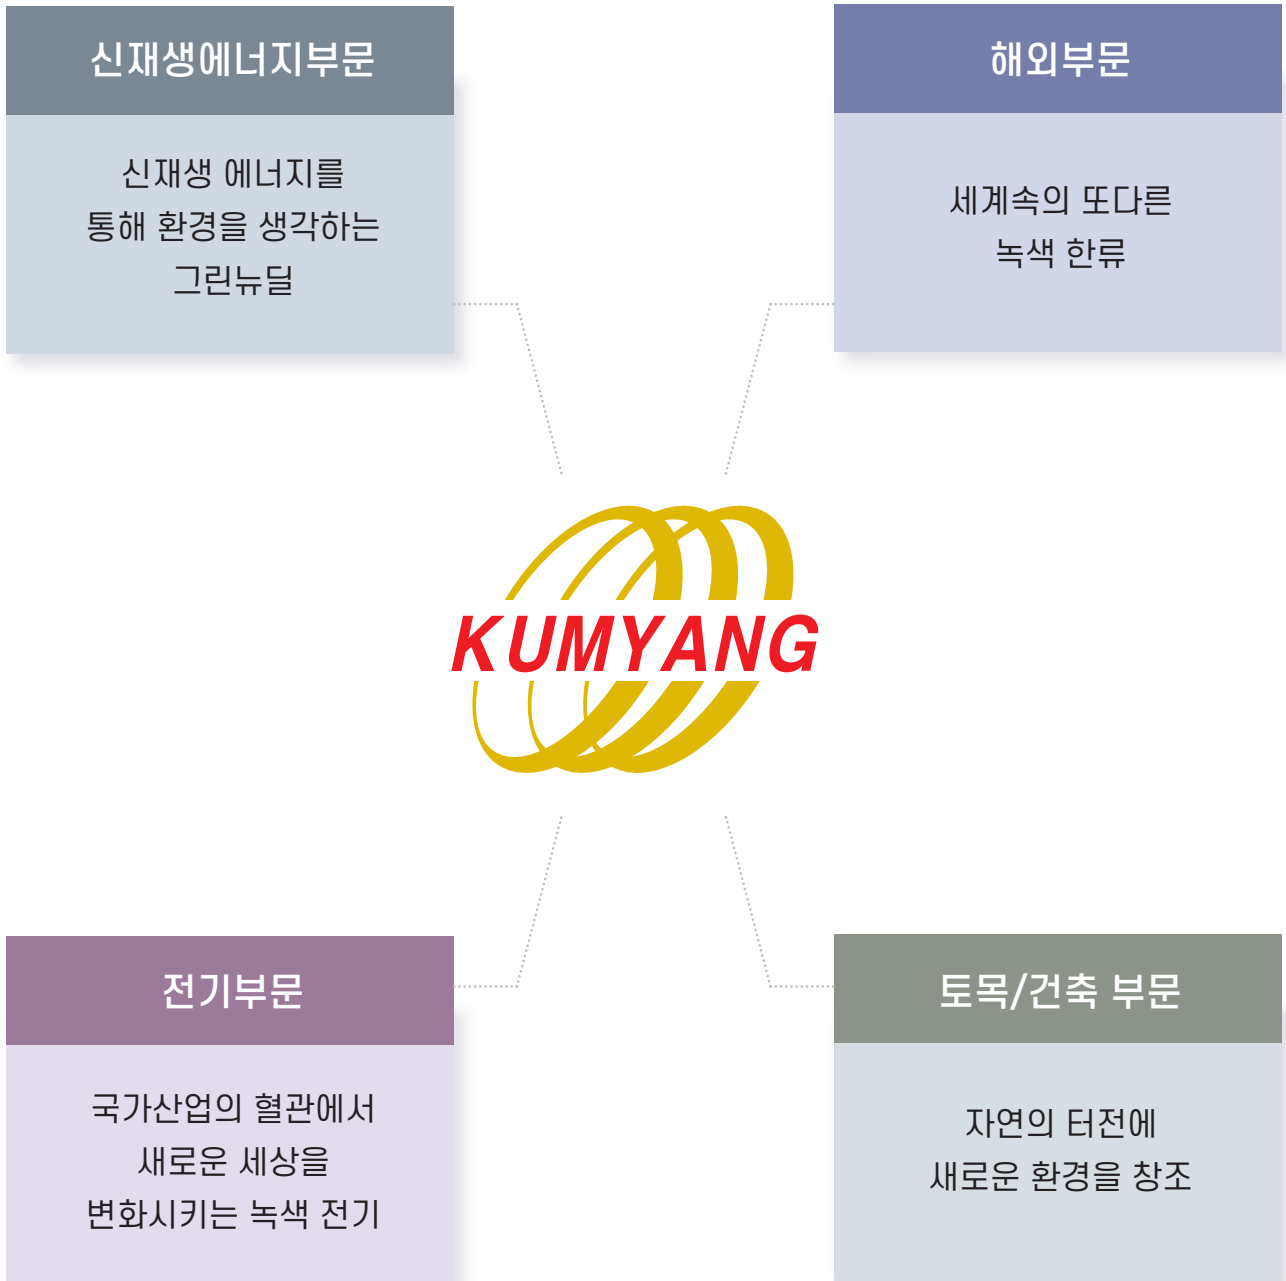 신재생에너지부문
신재생 에너지를
통해 환경을 생각하는
그린뉴딜
해외부문
세계속의 또다른
녹색 한류
KUMYANG
전기부문
국가산업의 혈관에서
새로운 세상을
변화시키는 녹색 전기
토목/건축 부문
자연의 터전에
새로운 환경을 창조